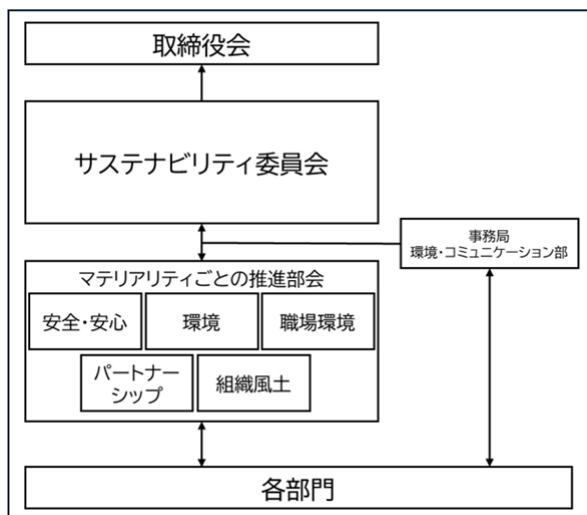 取締役会
サステナビリティ委員会
事務局
環境・コミュニケーション部
マテリアリティごとの推進部会
安全・安心
環境
職場環境
パートナー
シップ
組織風土
各部門